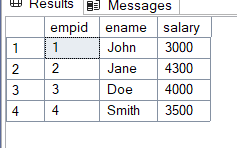 Results Messages
empid ename salary
1 1 John 3000
2 2 Jane 4300
3 3 Doe 4000
4 4 Smith 3500